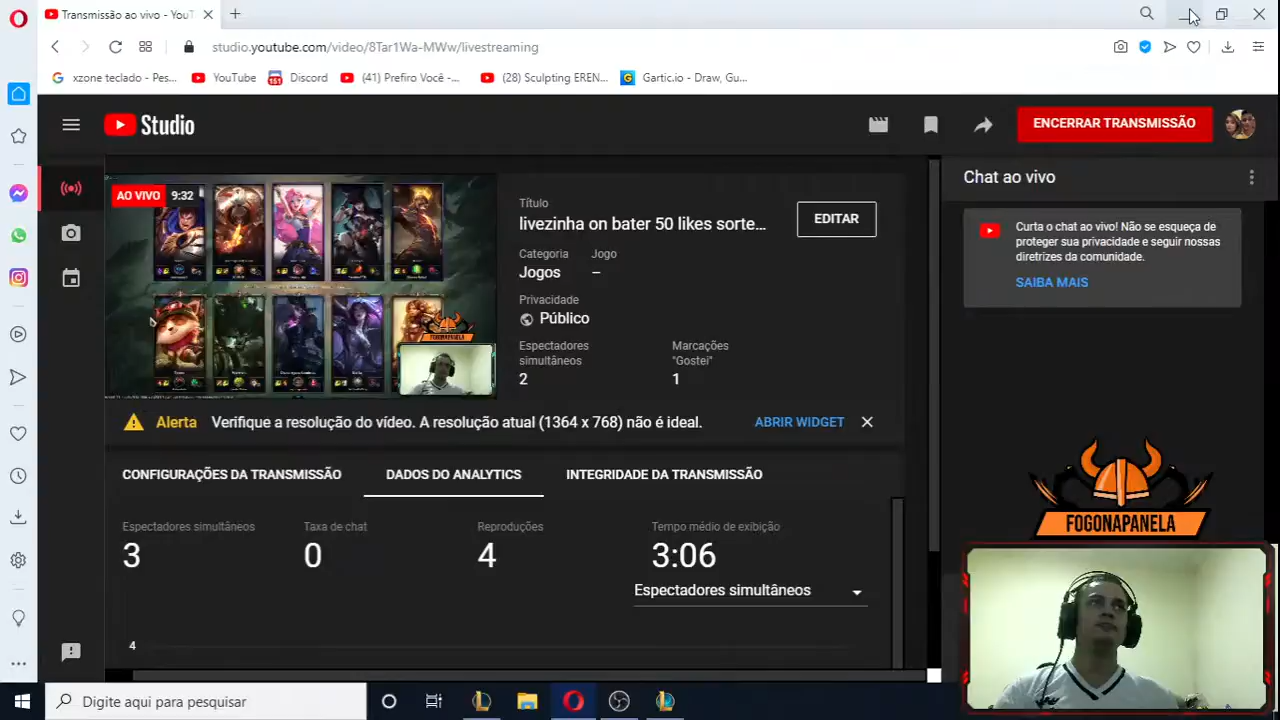 Transmissão ao vivo - YouT
studio.youtube.com/video/8Tar1Wa-MWw/livestreaming
xzone teclado - Pes...
YouTube
151
Discord
(41) Prefiro Você -...
(28) Sculpting EREN...
Gartic.io - Draw, Gu...
Studio
ENCERRAR TRANSMISSÃO
AO VIVO
9:32
FOGONAPANELA
Título
livezinha on bater 50 likes sorte...
EDITAR
Categoria
Jogo
Jogos
–
Privacidade
Público
Espectadores
simultâneos
2
Marcações
"Gostei"
1
Alerta
Verifique a resolução do vídeo. A resolução atual (1364 x 768) não é ideal.
ABRIR WIDGET
CONFIGURAÇÕES DA TRANSMISSÃO
DADOS DO ANALYTICS
INTEGRIDADE DA TRANSMISSÃO
Espectadores simultâneos
Taxa de chat
Reproduções
Tempo médio de exibição
3
0
4
3:06
Espectadores simultâneos
4
Chat ao vivo
Curta o chat ao vivo! Não se esqueça de
proteger sua privacidade e seguir nossas
diretrizes da comunidade.
SAIBA MAIS
FOGONAPANELA
Digite aqui para pesquisar